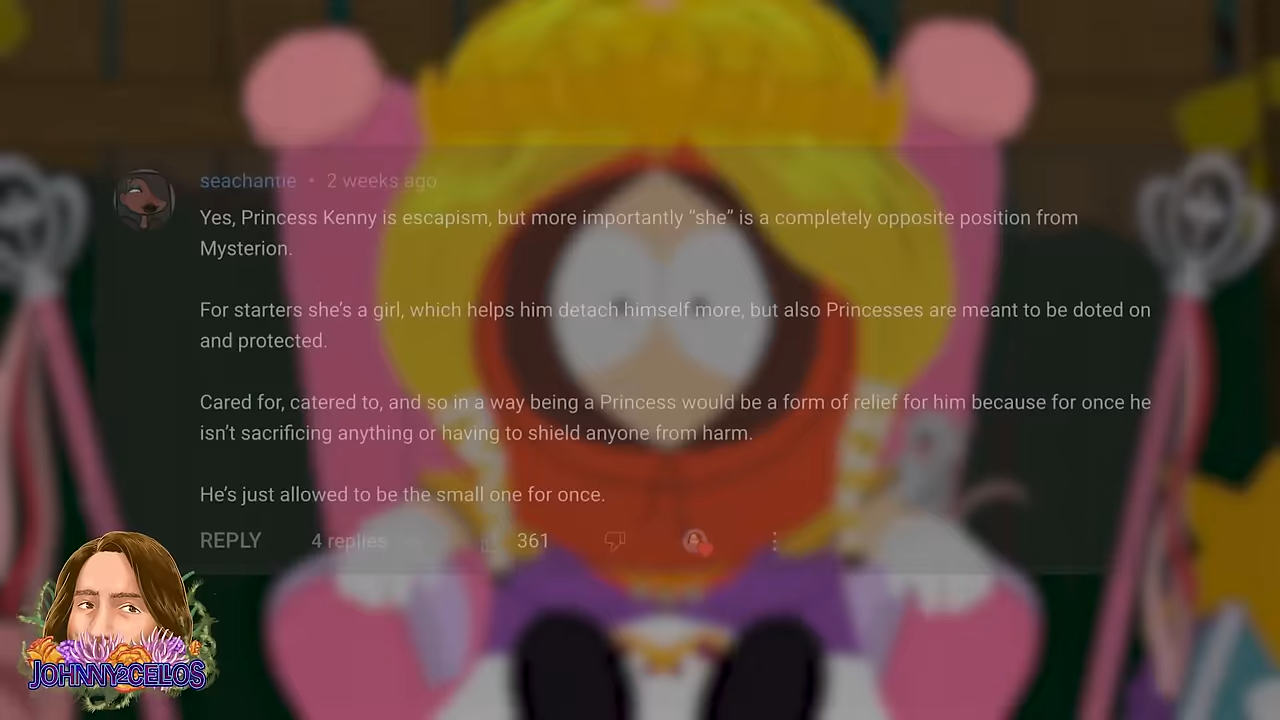 seachantie • 2 weeks ago
Yes, Princess Kenny is escapism, but more importantly “she” is a completely opposite position from
Mysterion.
For starters she’s a girl, which helps him detach himself more, but also Princesses are meant to be doted on
and protected.
Cared for, catered to, and so in a way being a Princess would be a form of relief for him because for once he
isn’t sacrificing anything or having to shield anyone from harm.
He’s just allowed to be the small one for once.
REPLY 4 replies 361
JOHNNY2CELLOS